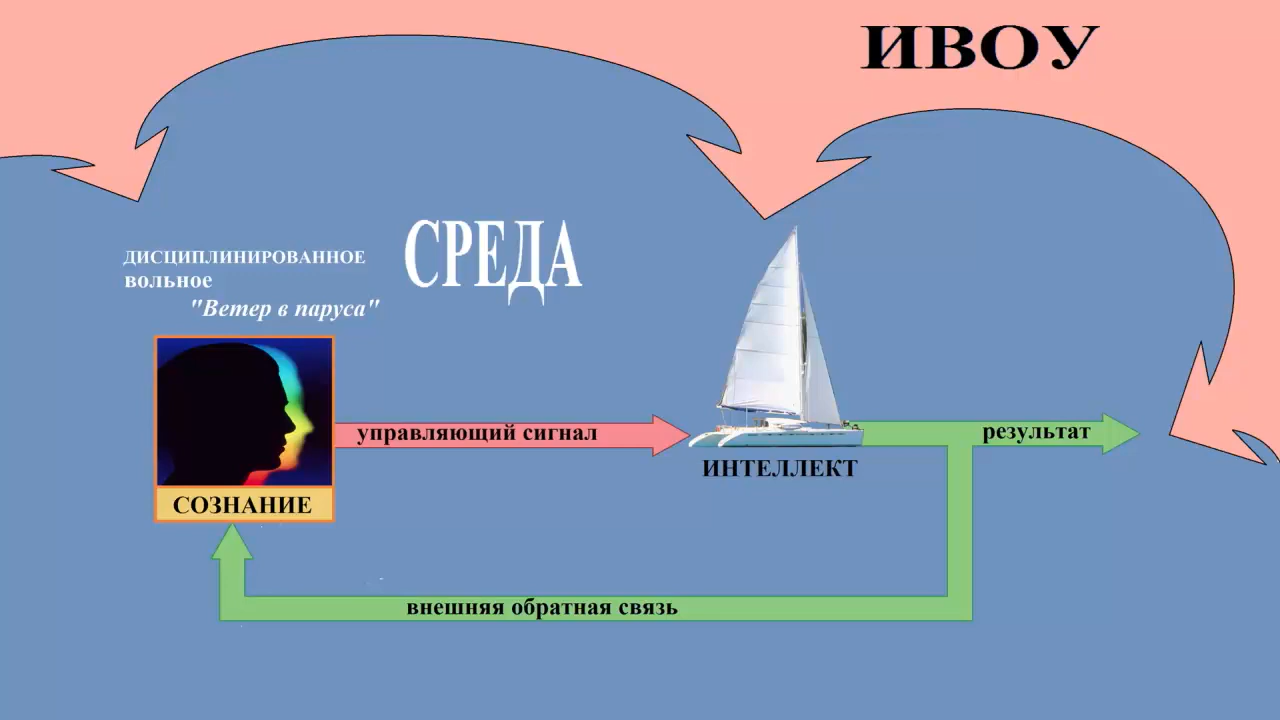 ИВОУ
СРЕДА
ДИСЦИПЛИНИРОВАННОЕ
вольное
"Ветер в паруса"
управляющий сигнал
результат
ИНТЕЛЛЕКТ
СОЗНАНИЕ
внешняя обратная связь